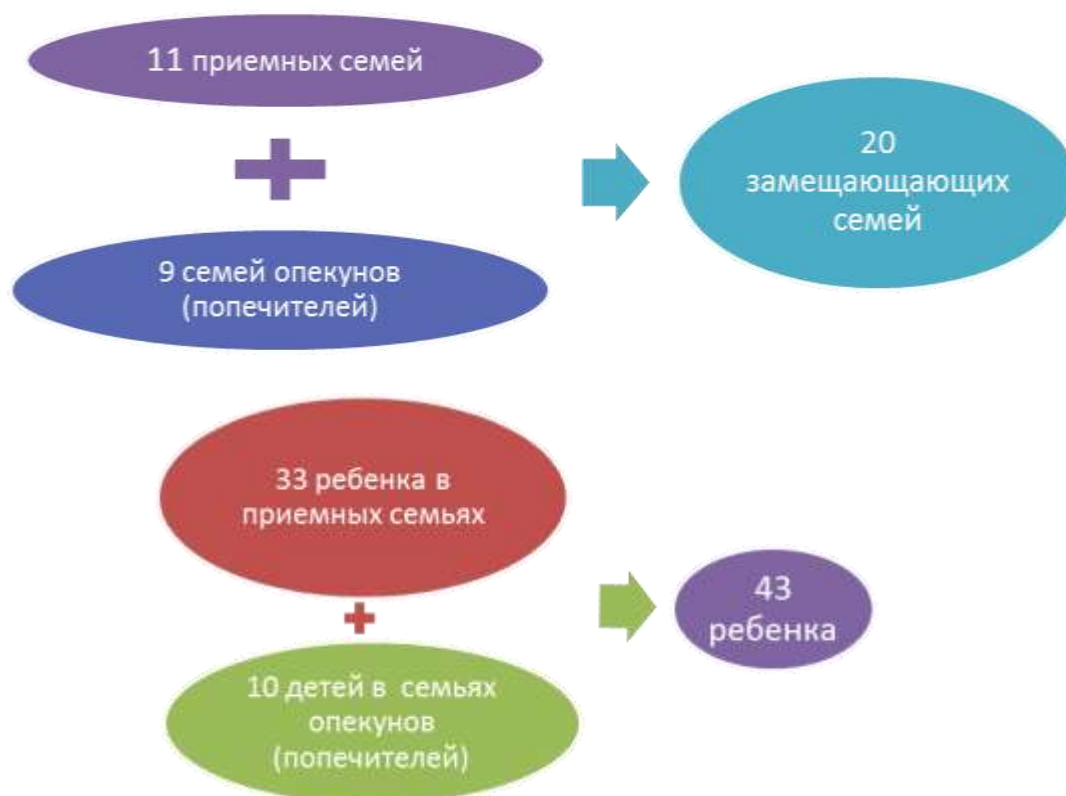 11 приемных семей
9 семей опекунов
(попечителей)
20
замещающающих
семей
33 ребенка в
приемных семьях
10 детей в семьях
опекунов
(попечителей)
43
ребенка